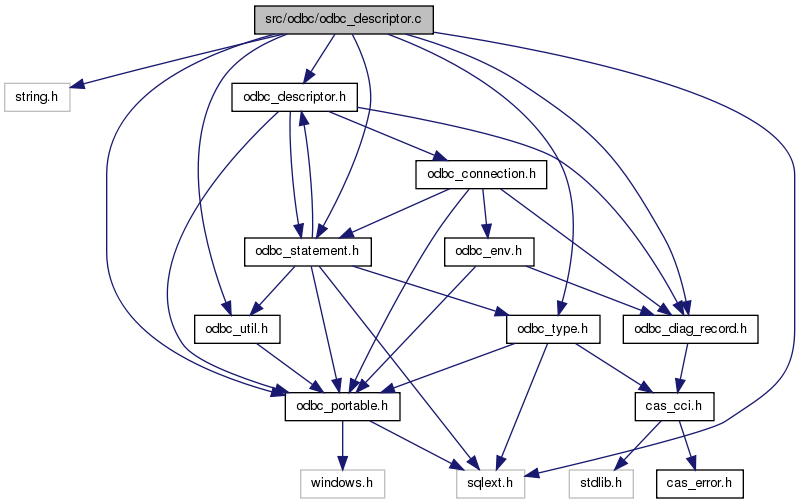 src/odbc/odbc_descriptor.c
string.h
odbc_descriptor.h
odbc_connection.h
odbc_statement.h
odbc_env.h
odbc_util.h
odbc_type.h
odbc_diag_record.h
odbc_portable.h
cas_cci.h
windows.h
sqlext.h
stdlib.h
cas_error.h